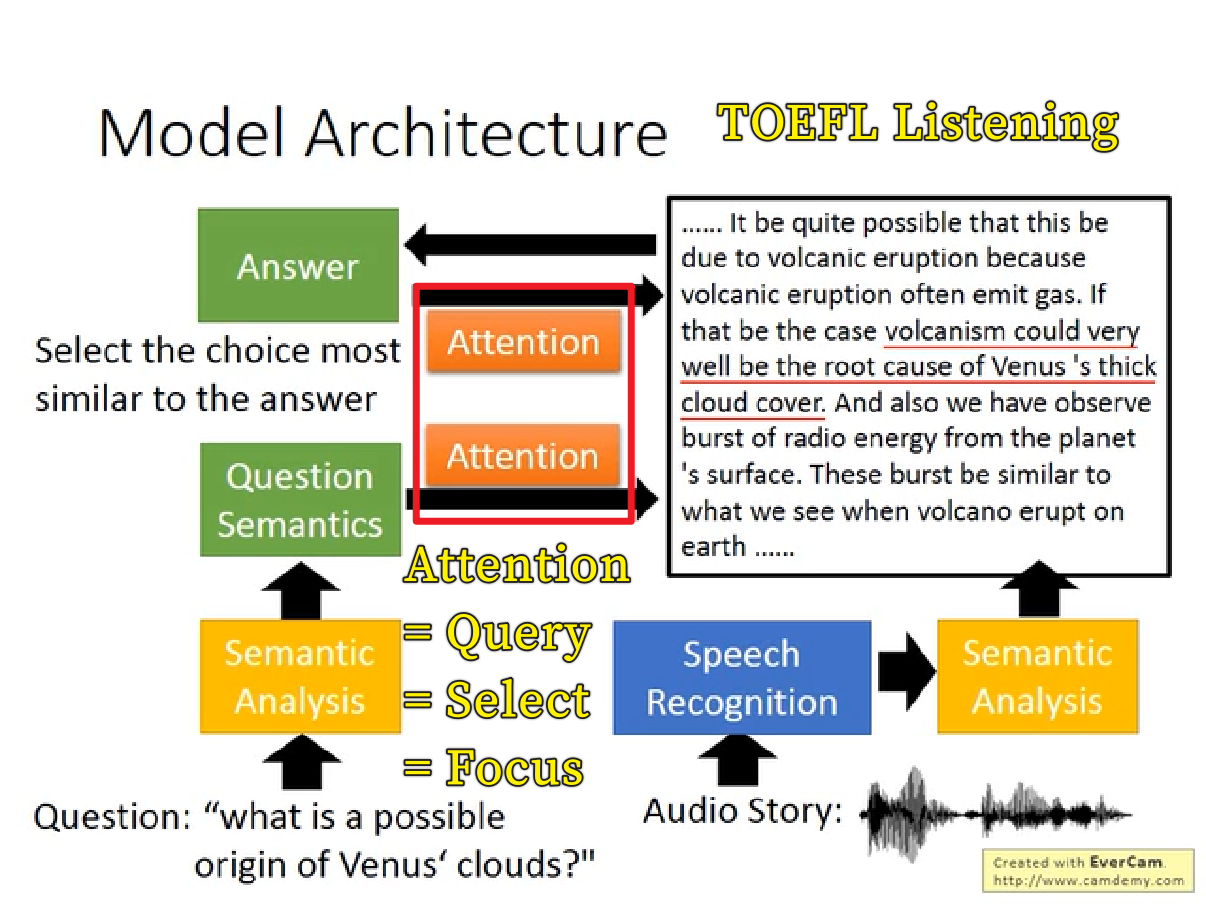 Model Architecture
TOEFL Listening
Answer
Select the choice most
similar to the answer
Attention
Attention
Question
Semantics
Attention
= Query
= Select
= Focus
Semantic
Analysis
Question: “what is a possible
origin of Venus‘ clouds?"
...... It be quite possible that this be
due to volcanic eruption because
volcanic eruption often emit gas. If
that be the case volcanism could very
well be the root cause of Venus 's thick
cloud cover. And also we have observe
burst of radio energy from the planet
's surface. These burst be similar to
what we see when volcano erupt on
earth ......
Speech
Recognition
Semantic
Analysis
Audio Story:
Created with EverCam.
http://www.camdemy.com